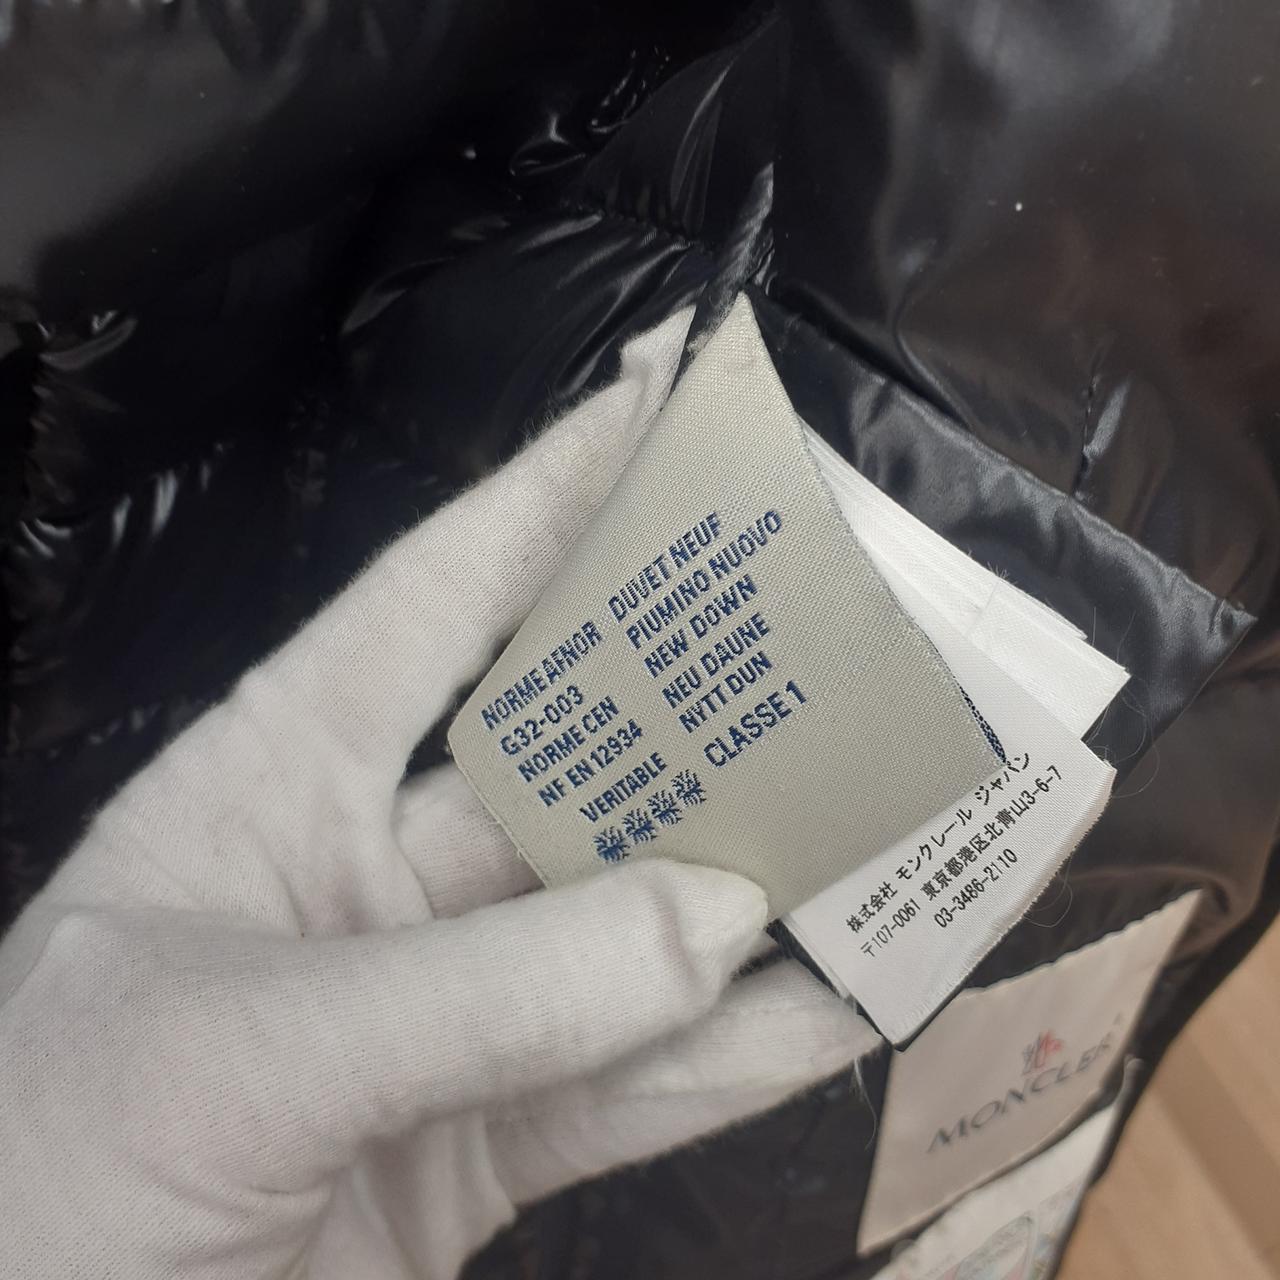 NORME AFNOR
G32-003
NORME CEN
NF EN 12934
VERITABLE
DUVET NEUF
PIUMINO NUOVO
NEW DOWN
NEU DAUNE
NYTT DUN
CLASSE 1
株式会社 モンクレール ジャパン
〒107-0061 東京都港区北青山3-6-7
03-3486-2110
MONCLER